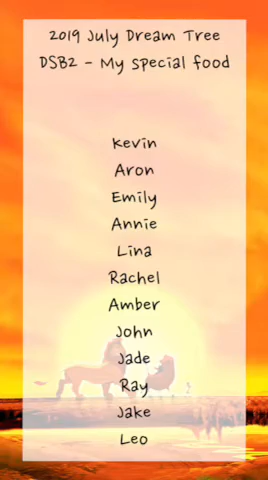 2019 July Dream Tree
DSB2 - My special food
Kevin
Aron
Emily
Annie
Lina
Rachel
Amber
John
Jade
Ray
Jake
Leo